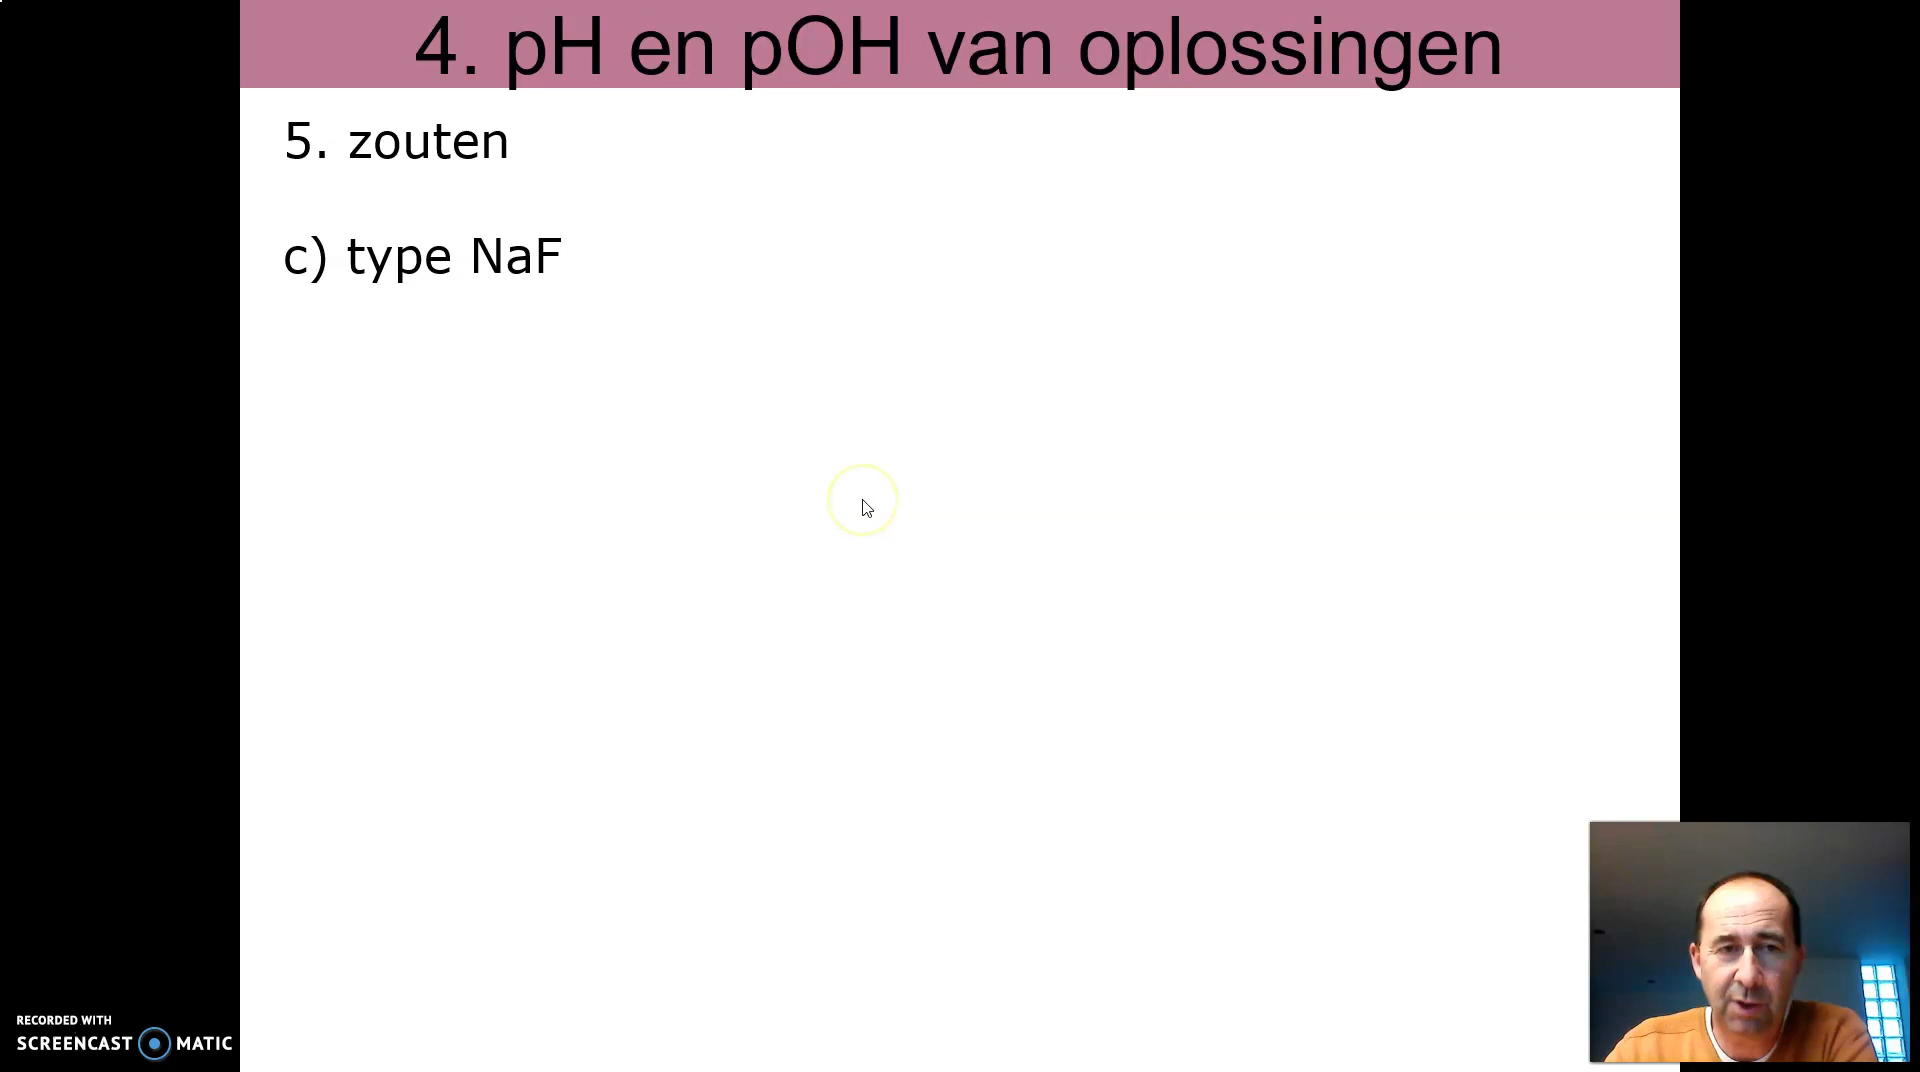 4. pH en pOH van oplossingen
5. zouten
c) type NaF
RECORDED WITH
SCREENCAST MATIC